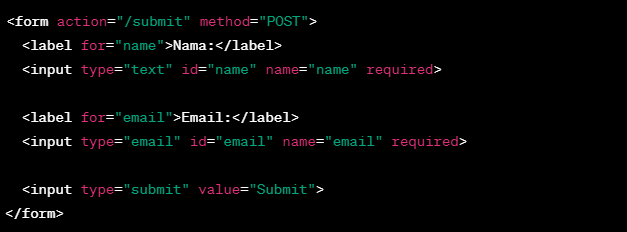 <form action="/submit" method="POST">
<label for="name">Nama:</label>
<input type="text" id="name" name="name" required>
<label for="email">Email:</label>
<input type="email" id="email" name="email" required>
<input type="submit" value="Submit">
</form>